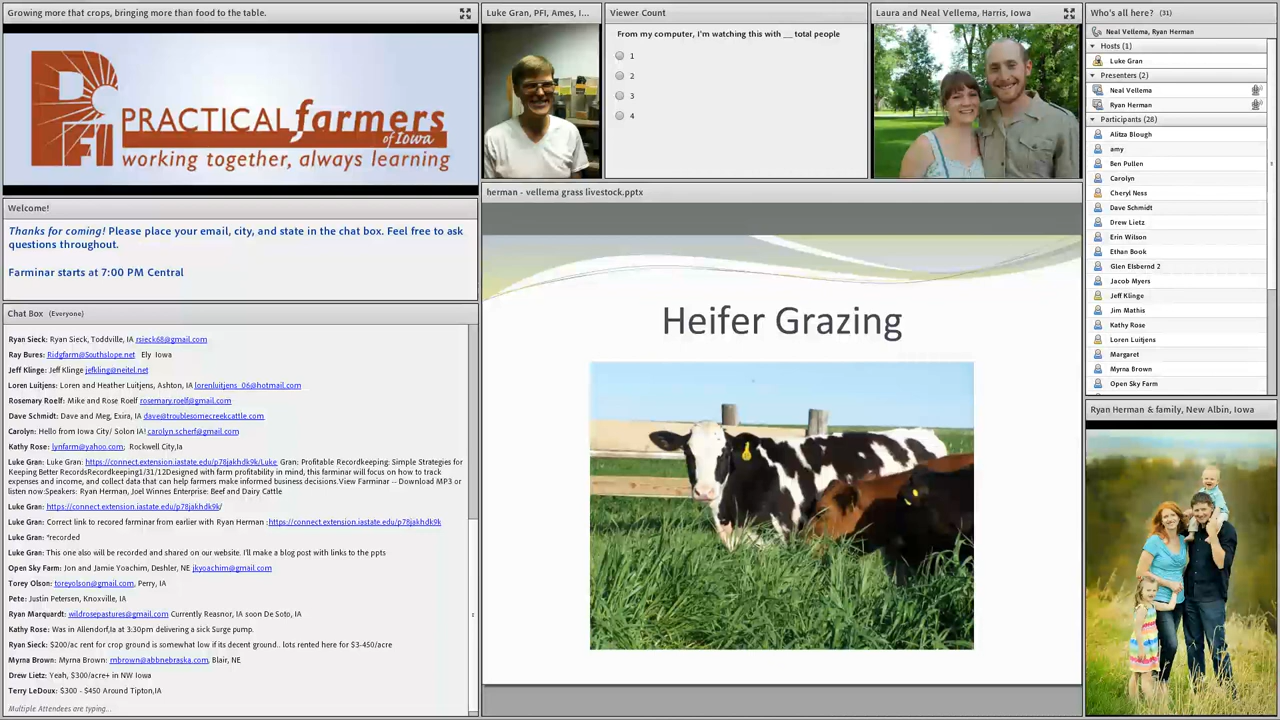 Growing more that crops, bringing more than food to the table.
PFI
PRACTICAL farmers
of Iowa
working together, always learning
Welcome!
Thanks for coming! Please place your email, city, and state in the chat box. Feel free to ask
questions throughout.
Farminar starts at 7:00 PM Central
Chat Box (Everyone)
Ryan Sieck: Ryan Sieck, Toddville, IA rsieck68@gmail.com
Ray Bures: Ridgfarm@Southslope.net Ely Iowa
Jeff Klinge: Jeff Klinge jefkling@neitel.net
Loren Luitjens: Loren and Heather Luitjens, Ashton, IA lorenluitjens_06@hotmail.com
Rosemary Roelf: Mike and Rose Roelf rosemary.roelf@gmail.com
Dave Schmidt: Dave and Meg, Exira, IA dave@troublesomecreekcattle.com
Carolyn: Hello from Iowa City/ Solon IA! carolyn.scherf@gmail.com
Kathy Rose: lynfarm@yahoo.com; Rockwell City,Ia
Luke Gran: Luke Gran: https://connect.extension.iastate.edu/p78jakhdk9k/Luke Gran: Profitable Recordkeeping: Simple Strategies for
Keeping Better RecordsRecordkeeping1/31/12Designed with farm profitability in mind, this farminar will focus on how to track
expenses and income, and collect data that can help farmers make informed business decisions.View Farminar -- Download MP3 or
listen now.Speakers: Ryan Herman, Joel Winnes Enterprise: Beef and Dairy Cattle
Luke Gran: https://connect.extension.iastate.edu/p78jakhdk9k/
Luke Gran: Correct link to recored farminar from earlier with Ryan Herman :https://connect.extension.iastate.edu/p78jakhdk9k
Luke Gran: *recorded
Luke Gran: This one also will be recorded and shared on our website. I'll make a blog post with links to the ppts
Open Sky Farm: Jon and Jamie Yoachim, Deshler, NE jkyoachim@gmail.com
Torey Olson: toreyolson@gmail.com, Perry, IA
Pete: Justin Petersen, Knoxville, IA
Ryan Marquardt: wildrosepastures@gmail.com Currently Reasnor, IA soon De Soto, IA
Kathy Rose: Was in Allendorf,Ia at 3:30pm delivering a sick Surge pump.
Ryan Sieck: $200/ac rent for crop ground is somewhat low if its decent ground.. lots rented here for $3-450/acre
Myrna Brown: Myrna Brown: mbrown@abbnebraska.com, Blair, NE
Drew Lietz: Yeah, $300/acre+ in NW Iowa
Terry LeDoux: $300 - $450 Around Tipton,IA
Multiple Attendees are typing...
Luke Gran, PFI, Ames, I...
Viewer Count
From my computer, I'm watching this with __ total people
1
2
3
4
Laura and Neal Vellema, Harris, Iowa
herman - vellema grass livestock.pptx
Heifer Grazing
Who's all here? (31)
Neal Vellema, Ryan Herman
Hosts (1)
Luke Gran
Presenters (2)
Neal Vellema
Ryan Herman
Participants (28)
Alitza Blough
amy
Ben Pullen
Carolyn
Cheryl Ness
Dave Schmidt
Drew Lietz
Erin Wilson
Ethan Book
Glen Elsbernd 2
Jacob Myers
Jeff Klinge
Jim Mathis
Kathy Rose
Loren Luitjens
Margaret
Myrna Brown
Open Sky Farm
Ryan Herman & family, New Albin, Iowa